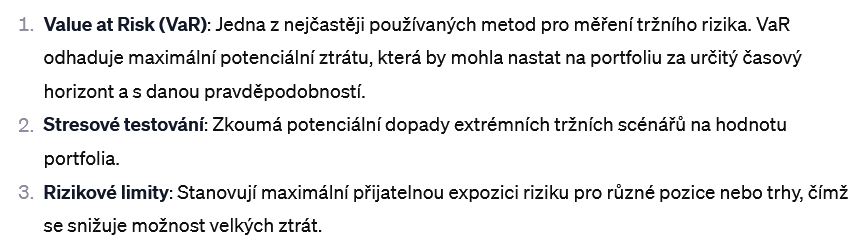 1. Value at Risk (VaR): Jedna z nejčastěji používaných metod pro měření tržního rizika. VaR
odhaduje maximální potenciální ztrátu, která by mohla nastat na portfoliu za určitý časový
horizont a s danou pravděpodobností.
2. Stresové testování: Zkoumá potenciální dopady extrémních tržních scénářů na hodnotu
portfolia.
3. Rizikové limity: Stanovují maximální přijatelnou expozici riziku pro různé pozice nebo trhy, čímž
se snižuje možnost velkých ztrát.